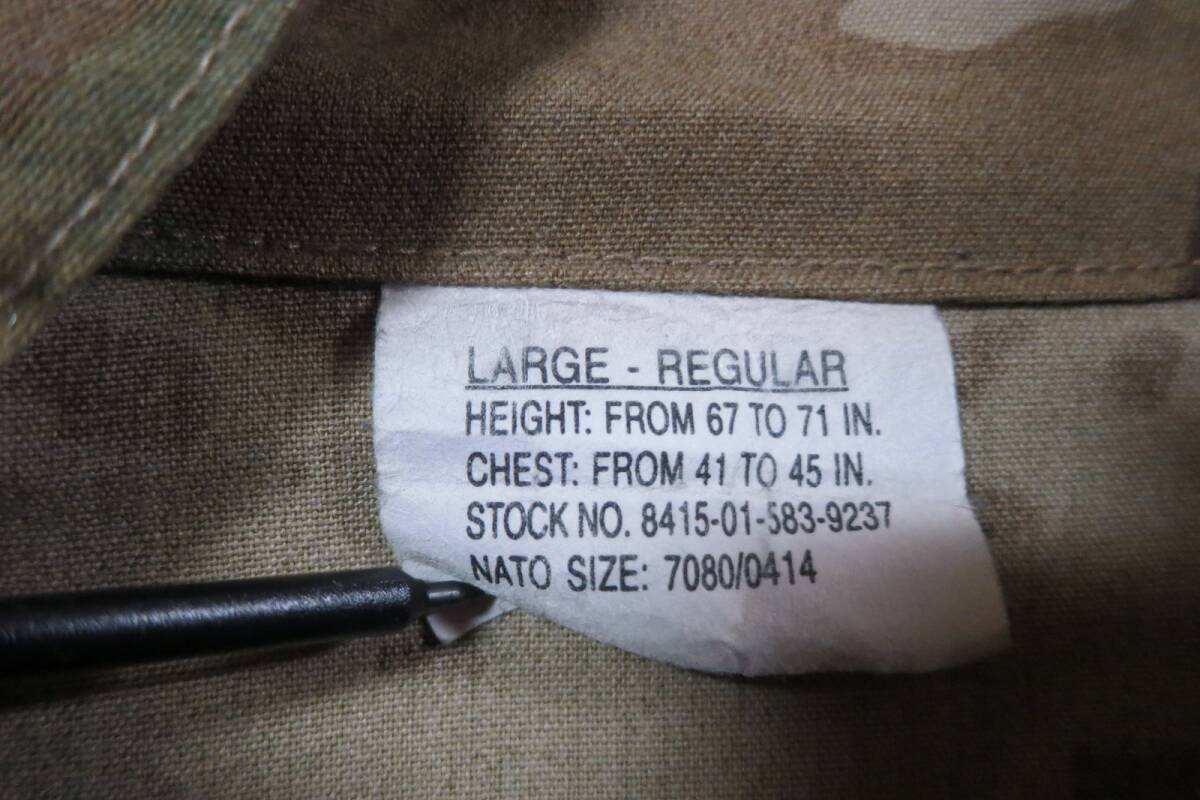 LARGE - REGULAR
HEIGHT: FROM 67 TO 71 IN.
CHEST: FROM 41 TO 45 IN.
STOCK NO. 8415-01-583-9237
NATO SIZE: 7080/0414